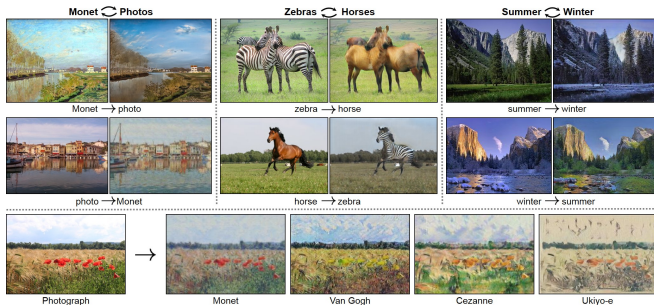 Monet ⇄ Photos
Zebras ⇄ Horses
Summer ⇄ Winter
Monet → photo
zebra → horse
summer → winter
photo → Monet
horse → zebra
winter → summer
Photograph
Monet
Van Gogh
Cezanne
Ukiyo-e